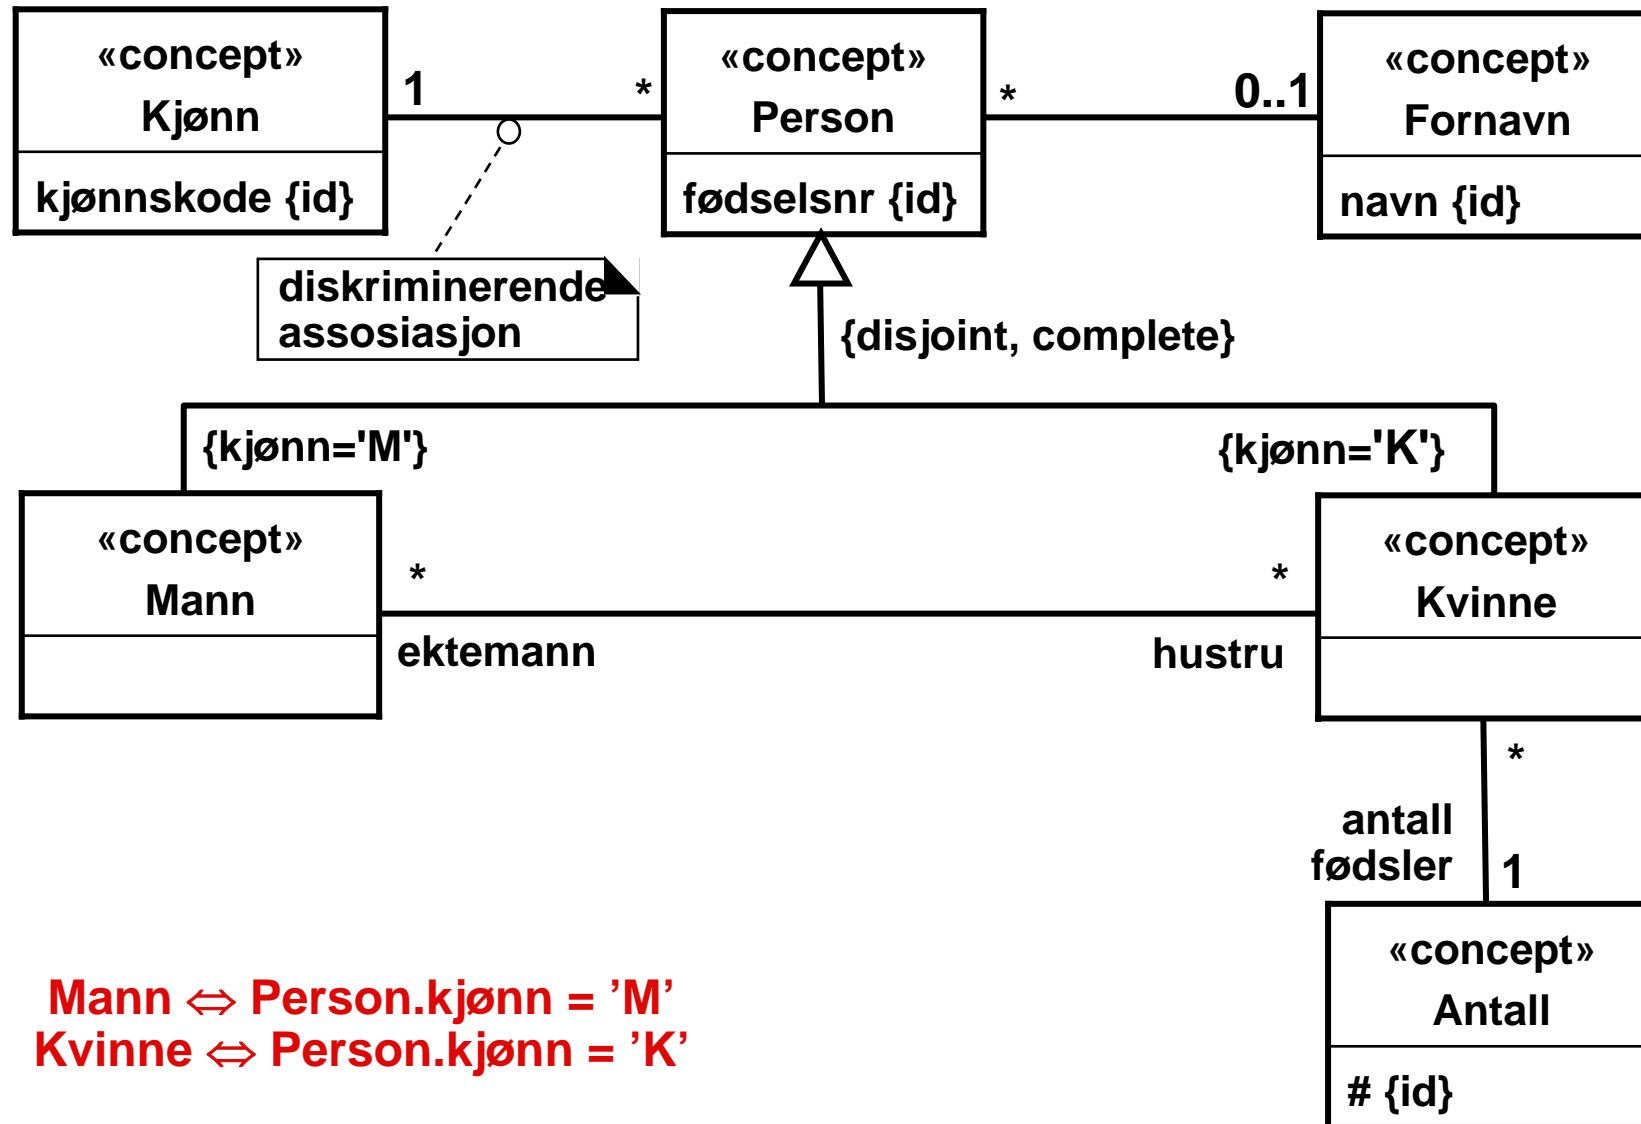 «concept»
Kjønn
kjønnskode {id}
1
*
«concept»
Person
fødselsnr {id}
*
0..1
«concept»
Fornavn
navn {id}
diskriminerende
assosiasjon
{disjoint, complete}
{kjønn='M'}
{kjønn='K'}
«concept»
Mann
*
ektemann
*
hustru
«concept»
Kvinne
*
antall
fødsler
1
«concept»
Antall
# {id}
Mann ⇔ Person.kjønn = ’M’
Kvinne ⇔ Person.kjønn = ’K’